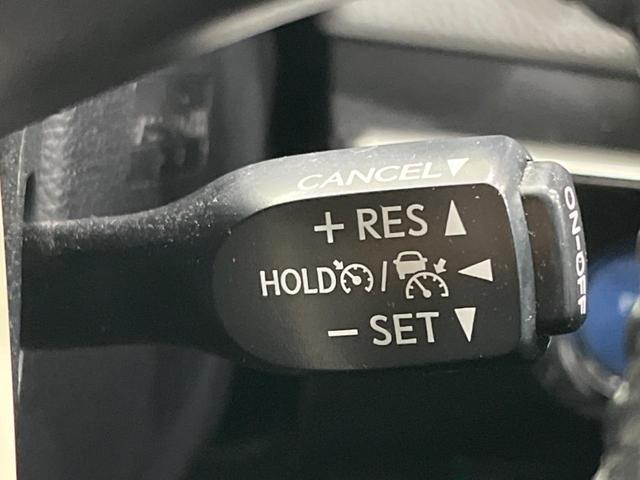 CANCEL▼
+ RES ▲
HOLD / ◀
− SET ▼
ON-OFF